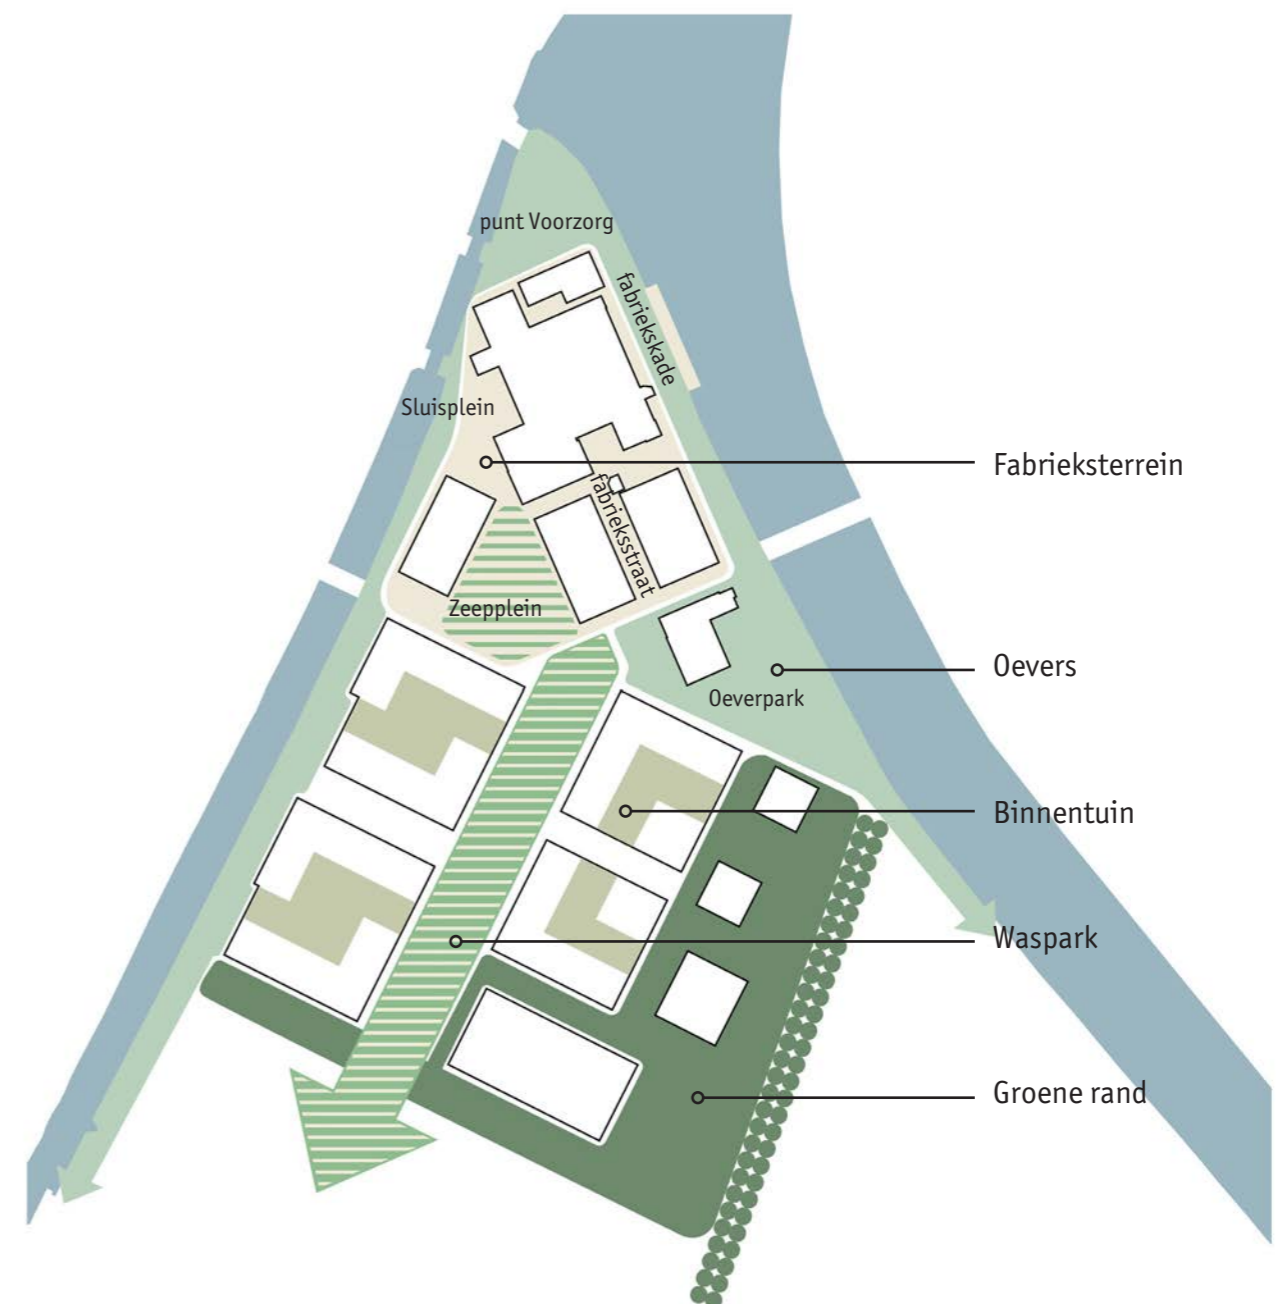 punt Voorzorg
fabriekskade
Sluisplein
Fabrieksterrein
fabrieksstraat
Zeepplein
Oevers
Oeverpark
Binnentuin
Waspark
Groene rand